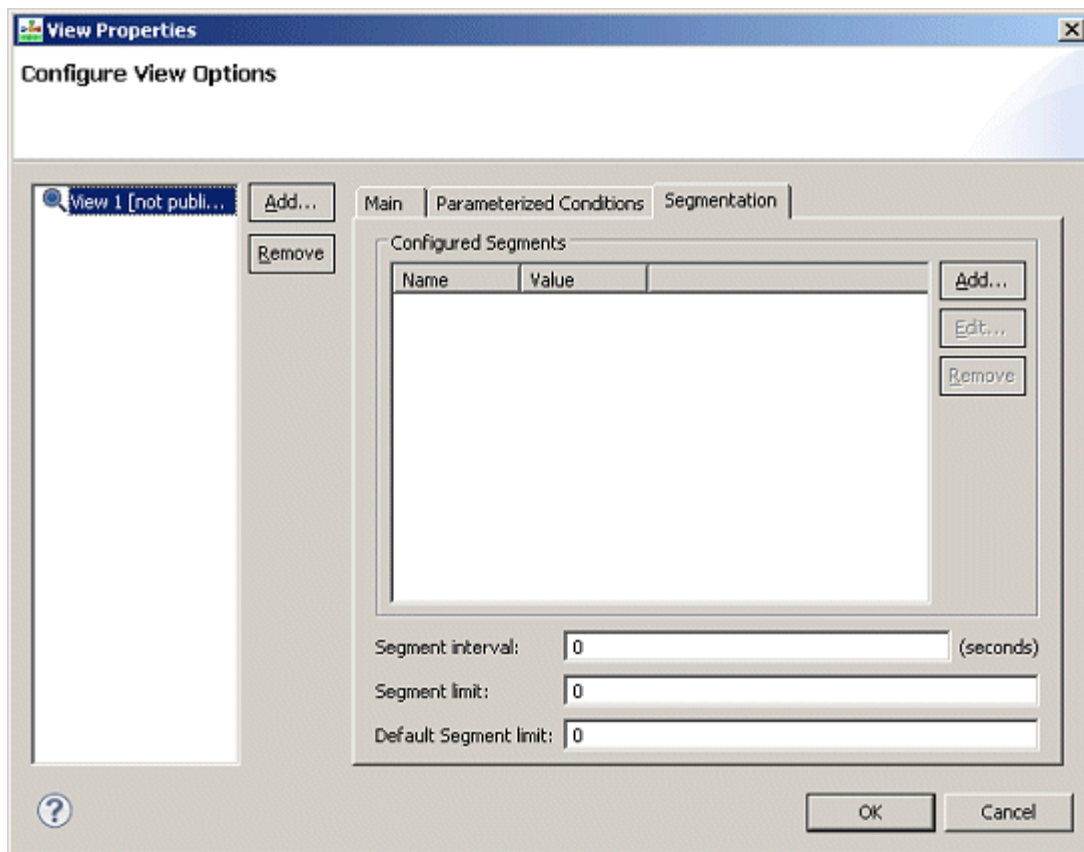 View Properties
Configure View Options
View 1 [not publi...
Add...
Remove
Main
Parameterized Conditions
Segmentation
Configured Segments
Name
Value
Add...
Edit...
Remove
Segment interval:
0
(seconds)
Segment limit:
0
Default Segment limit:
0
?
OK
Cancel